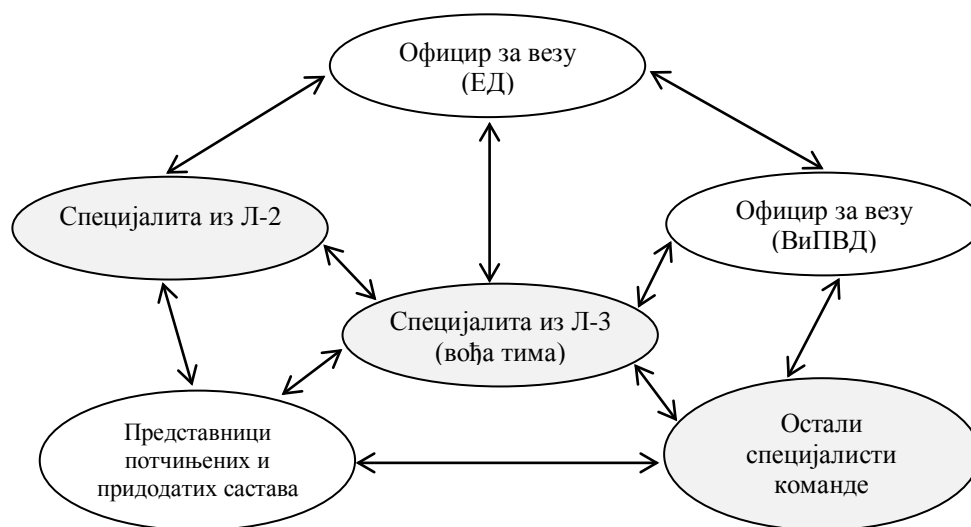 Официр за везу
(ЕД)
Специјалита из Л-2
Официр за везу
(ВиПВД)
Специјалита из Л-3
(вођа тима)
Представници
потчињених и
придодатих састава
Остали
специјалисти
команде